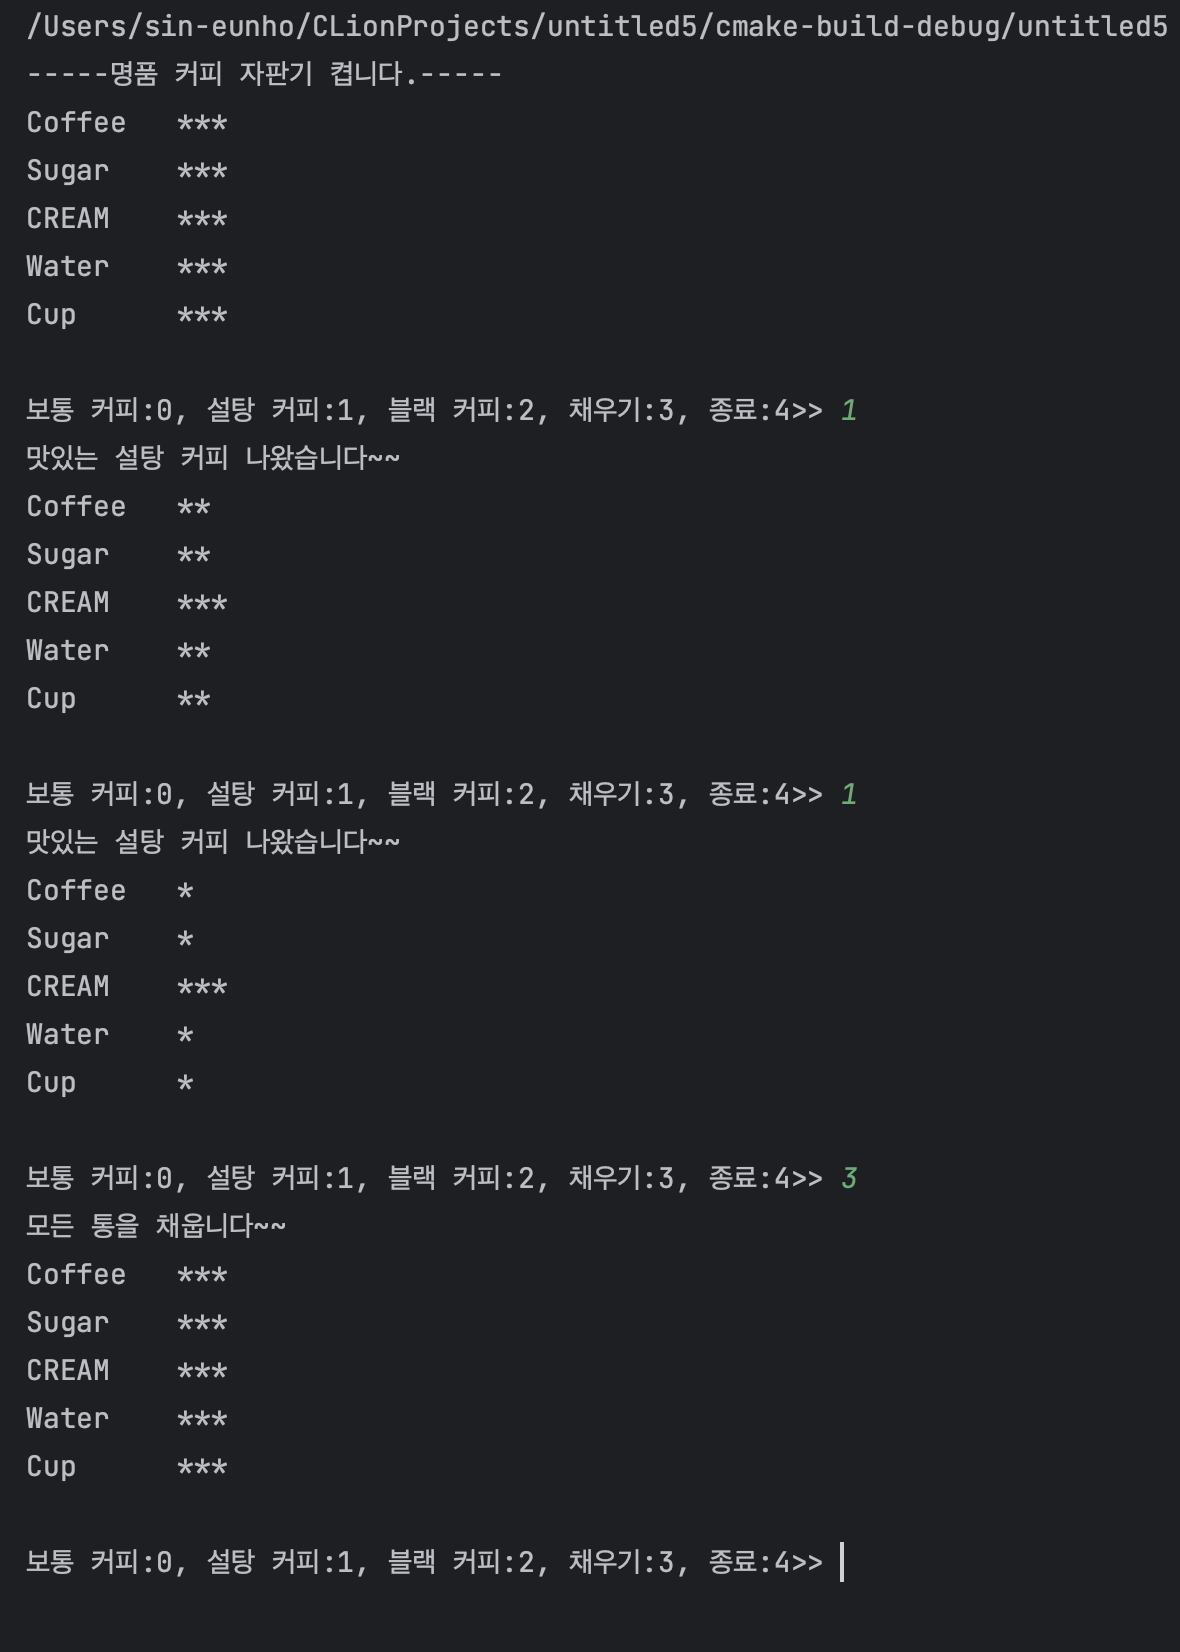 /Users/sin-eunho/CLionProjects/untitled5/cmake-build-debug/untitled5
-----명품 커피 자판기 켭니다.-----
Coffee   ***
Sugar    ***
CREAM    ***
Water    ***
Cup      ***
보통 커피:0, 설탕 커피:1, 블랙 커피:2, 채우기:3, 종료:4>> 1
맛있는 설탕 커피 나왔습니다~~
Coffee   **
Sugar    **
CREAM    ***
Water    **
Cup      **
보통 커피:0, 설탕 커피:1, 블랙 커피:2, 채우기:3, 종료:4>> 1
맛있는 설탕 커피 나왔습니다~~
Coffee   *
Sugar    *
CREAM    ***
Water    *
Cup      *
보통 커피:0, 설탕 커피:1, 블랙 커피:2, 채우기:3, 종료:4>> 3
모든 통을 채웁니다~~
Coffee   ***
Sugar    ***
CREAM    ***
Water    ***
Cup      ***
보통 커피:0, 설탕 커피:1, 블랙 커피:2, 채우기:3, 종료:4>>